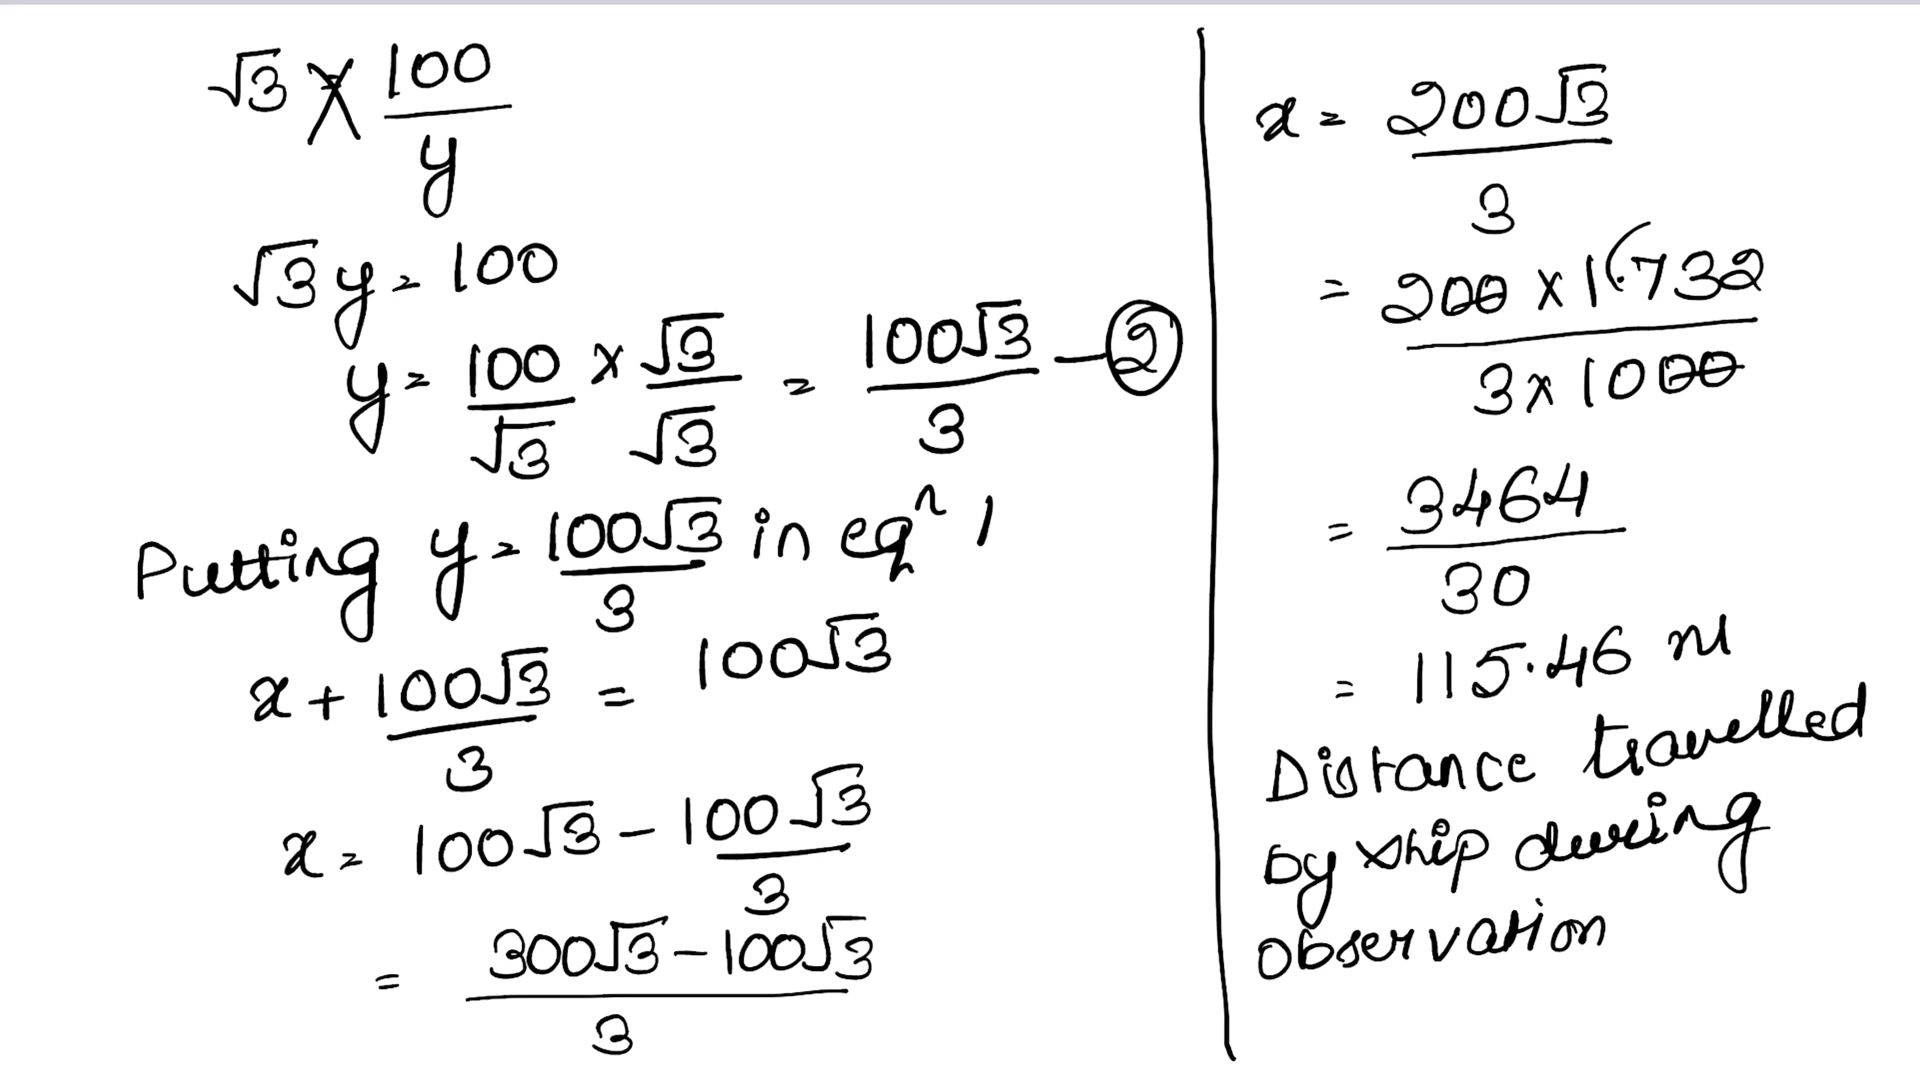 √3 × 100/y
√3 y = 100
y = 100/√3 × √3/√3 = 100√3/3 — ②
Putting y = 100√3/3 in eqⁿ 1
x + 100√3/3 = 100√3
x = 100√3 − 100√3/3
= 300√3 − 100√3/3
x = 200√3/3
= 200 × 1.732/3 × 1000
= 3464/30
= 115.46 m
Distance travelled
by ship during
observation